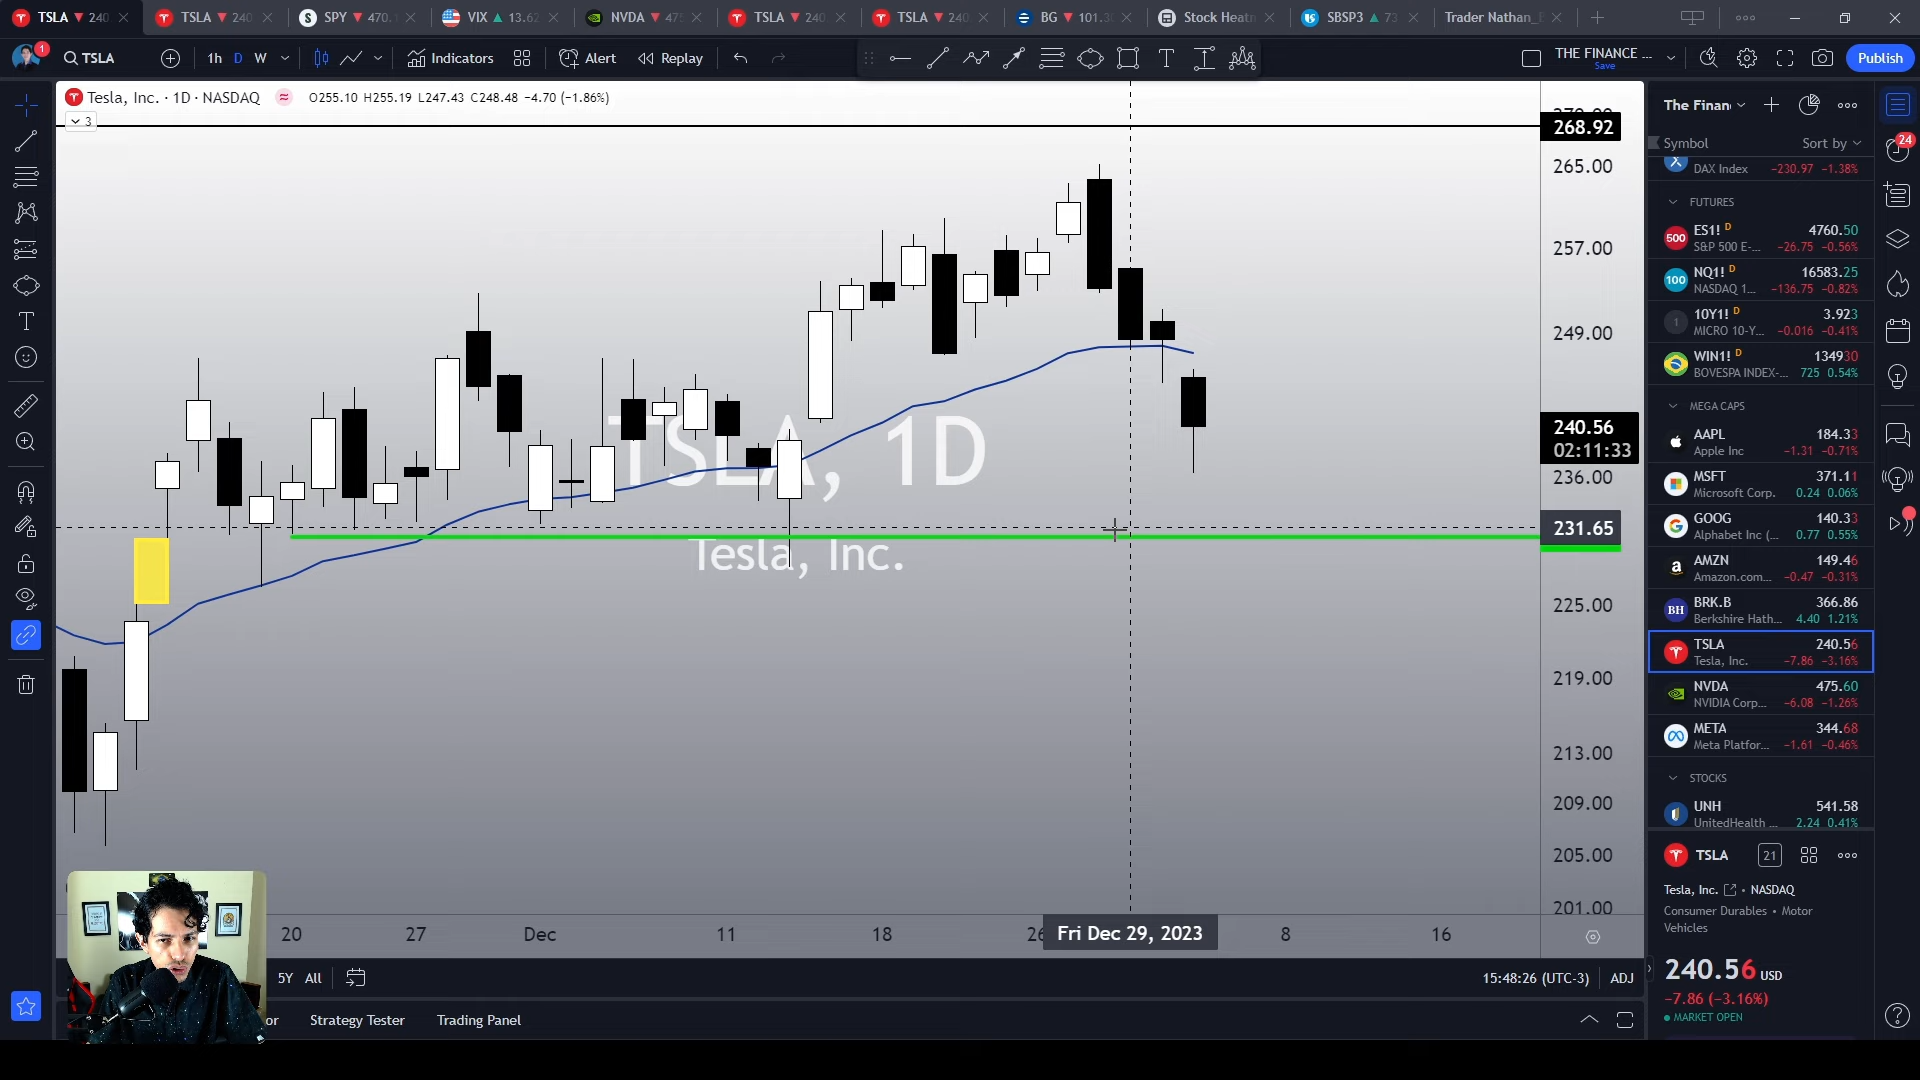 TSLA ▼ 240
TSLA ▼ 240
SPY ▼ 470.1
VIX ▲ 13.62
NVDA ▼ 475
TSLA ▼ 240
TSLA ▼ 240
BG ▼ 101.30
Stock Heatm
SBSP3 ▲ 73
Trader Nathan_E
1
TSLA
1h D W
Indicators
Alert
Replay
THE FINANCE ...
Save
Publish
Tesla, Inc. · 1D · NASDAQ
O255.10 H255.19 L247.43 C248.48 −4.70 (−1.86%)
3
TSLA, 1D
Tesla, Inc.
268.92
265.00
257.00
249.00
240.56
02:11:33
236.00
231.65
225.00
219.00
213.00
209.00
205.00
201.00
20 27 Dec 11 18 26 Fri Dec 29, 2023 8 16
5Y All
15:48:26 (UTC-3) ADJ
Strategy Tester Trading Panel
The Finan
Symbol Sort by
DAX Index −230.97 −1.38%
FUTURES
500 ES1! D 4760.50
S&P 500 E-... −26.75 −0.56%
100 NQ1! D 16583.25
NASDAQ 1... −136.75 −0.82%
10Y1! D 3.923
MICRO 10-Y... −0.016 −0.41%
WIN1! D 134930
BOVESPA INDEX-... 725 0.54%
MEGA CAPS
AAPL 184.33
Apple Inc −1.31 −0.71%
MSFT 371.11
Microsoft Corp. 0.24 0.06%
GOOG 140.33
Alphabet Inc (... 0.77 0.55%
AMZN 149.46
Amazon.com... −0.47 −0.31%
BH BRK.B 366.86
Berkshire Hath... 4.40 1.21%
TSLA 240.56
Tesla, Inc. −7.86 −3.16%
NVDA 475.60
NVIDIA Corp... −6.08 −1.26%
META 344.68
Meta Platfor... −1.61 −0.46%
STOCKS
UNH 541.58
UnitedHealth ... 2.24 0.41%
TSLA 21
Tesla, Inc. • NASDAQ
Consumer Durables • Motor
Vehicles
240.56 USD
−7.86 (−3.16%)
MARKET OPEN
24